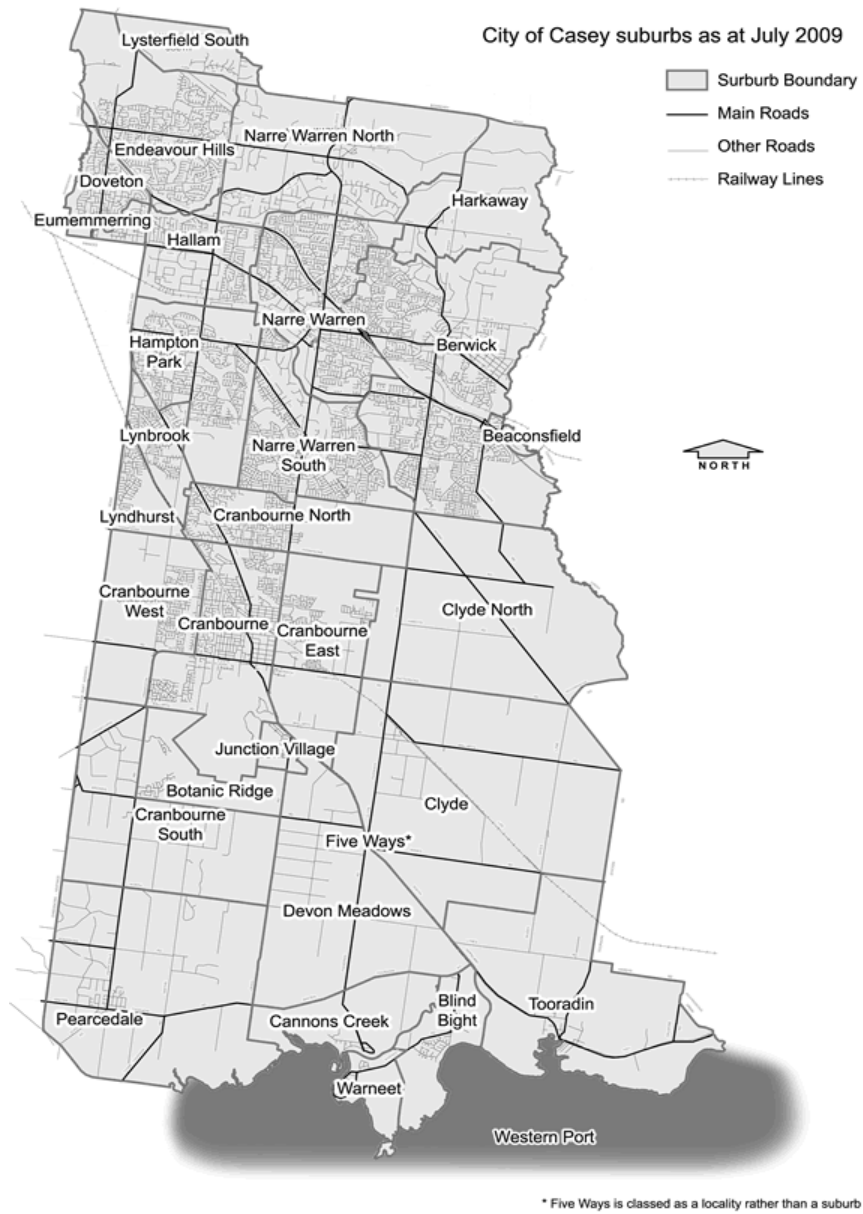 City of Casey suburbs as at July 2009
Surburb Boundary
Main Roads
Other Roads
Railway Lines
Lysterfield South
Narre Warren North
Endeavour Hills
Doveton
Harkaway
Eumemmerring
Hallam
Narre Warren
Hampton
Park
Berwick
Lynbrook
Narre Warren
South
Beaconsfield
NORTH
Lyndhurst
Cranbourne North
Cranbourne
West
Clyde North
Cranbourne
Cranbourne
East
Junction Village
Botanic Ridge
Clyde
Cranbourne
South
Five Ways*
Devon Meadows
Blind
Bight
Tooradin
Pearcedale
Cannons Creek
Warneet
Western Port
* Five Ways is classed as a locality rather than a suburb